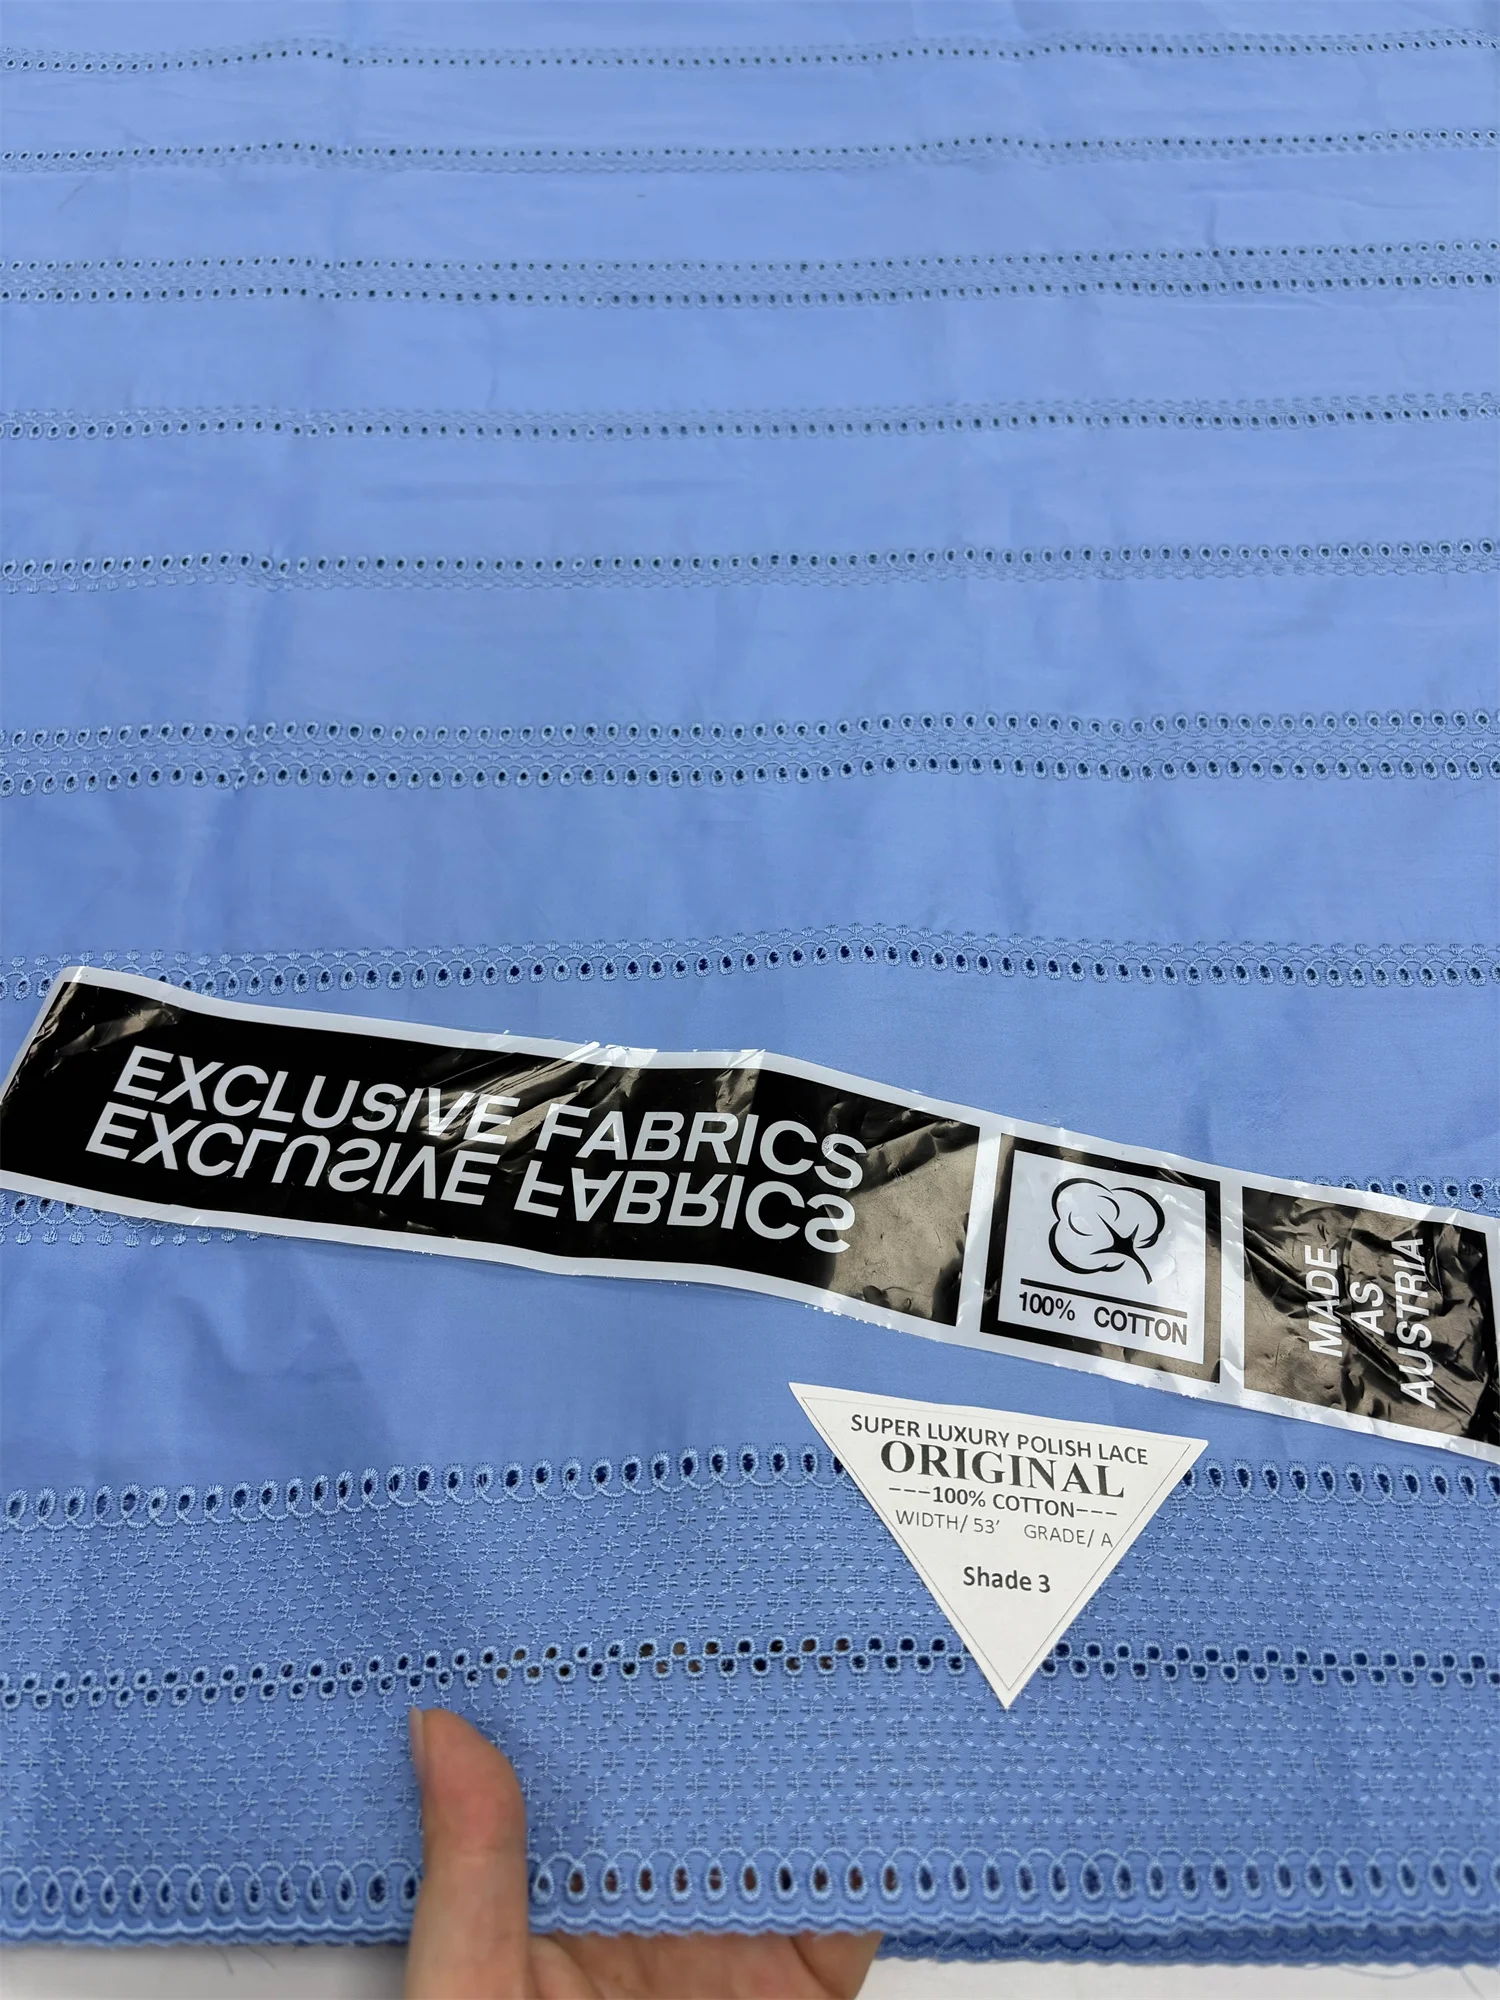 EXCLUSIVE FABRICS
EXCLUSIVE FABRICS
100% COTTON
MADE
AS
AUSTRIA
SUPER LUXURY POLISH LACE
ORIGINAL
---100% COTTON---
WIDTH/ 53' GRADE/ A
Shade 3